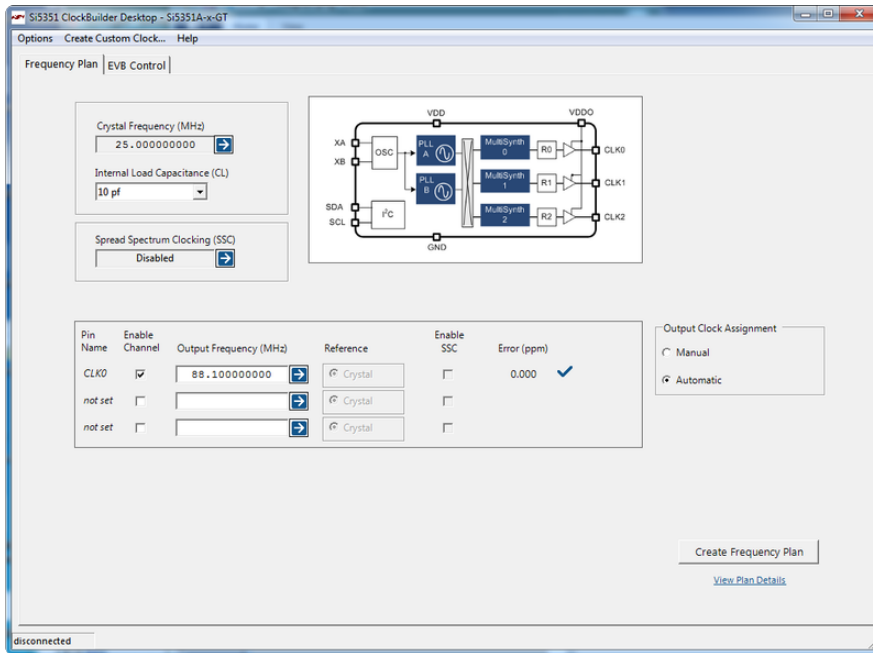 Si5351 ClockBuilder Desktop - Si5351A-x-GT
Options Create Custom Clock... Help
Frequency Plan EVB Control
Crystal Frequency (MHz)
25.000000000
Internal Load Capacitance (CL)
10 pf
Spread Spectrum Clocking (SSC)
Disabled
VDD VDDO
XA
XB
OSC
PLL A
PLL B
MultiSynth 0
R0
CLK0
MultiSynth 1
R1
CLK1
MultiSynth 2
R2
CLK2
SDA
SCL
I²C
GND
Pin Name Enable Channel Output Frequency (MHz) Reference Enable SSC Error (ppm)
CLK0 88.100000000 Crystal 0.000
not set Crystal
not set Crystal
Output Clock Assignment
Manual
Automatic
Create Frequency Plan
View Plan Details
disconnected